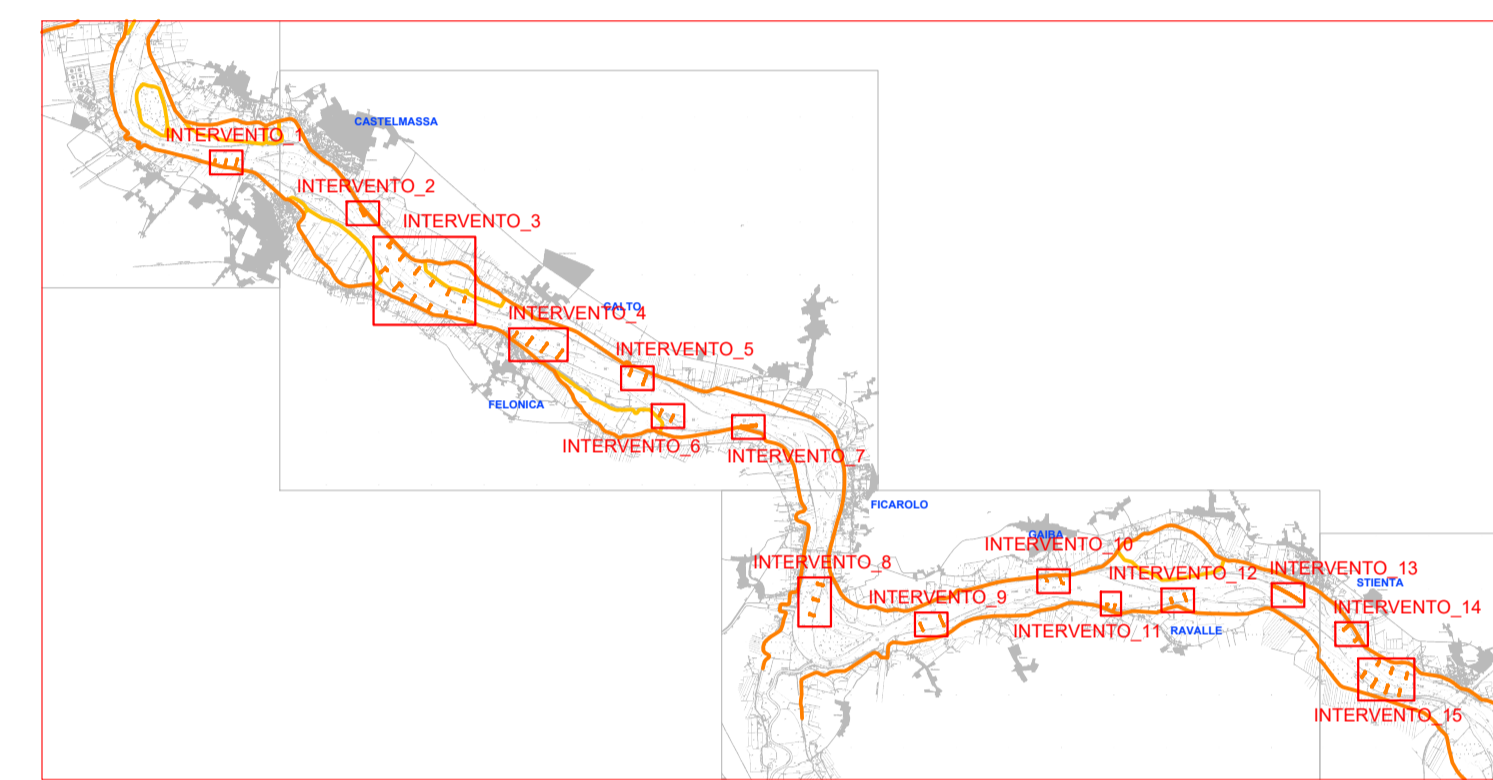 CASTELMASSA
INTERVENTO_1
INTERVENTO_2
INTERVENTO_3
CALTO
INTERVENTO_4
INTERVENTO_5
FELONICA
INTERVENTO_6
INTERVENTO_7
FICAROLO
GAIBA
INTERVENTO_10
INTERVENTO_8
INTERVENTO_12
INTERVENTO_13
STIENTA
INTERVENTO_9
INTERVENTO_14
INTERVENTO_11
RAVALLE
INTERVENTO_15